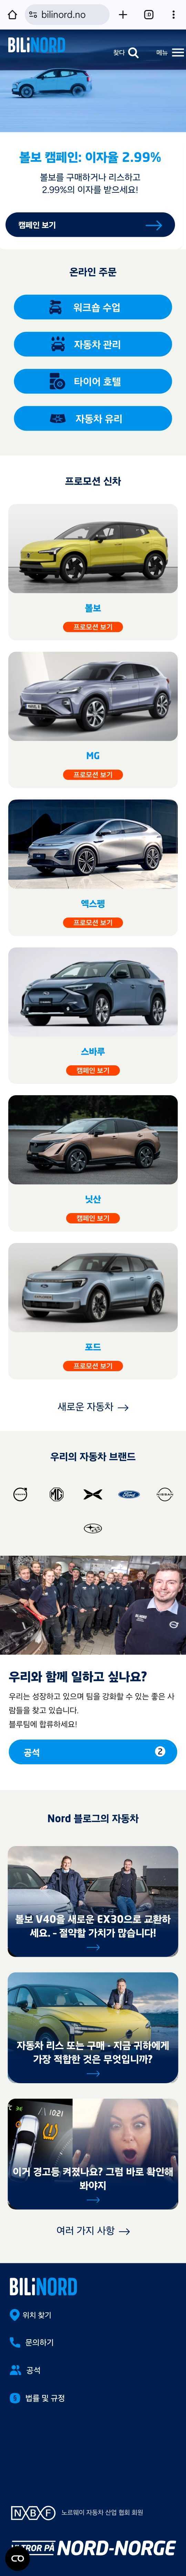 bilinord.no
BiLiNORD
찾다
메뉴
볼보 캠페인: 이자율 2.99%
볼보를 구매하거나 리스하고
2.99%의 이자를 받으세요!
캠페인 보기
온라인 주문
워크숍 수업
자동차 관리
타이어 호텔
자동차 유리
프로모션 신차
볼보
프로모션 보기
MG
프로모션 보기
엑스펭
프로모션 보기
스바루
캠페인 보기
닛산
캠페인 보기
포드
프로모션 보기
새로운 자동차
우리의 자동차 브랜드
Ford
우리와 함께 일하고 싶나요?
우리는 성장하고 있으며 팀을 강화할 수 있는 좋은 사
람들을 찾고 있습니다.
블루팀에 합류하세요!
공석 2
Nord 블로그의 자동차
볼보 V40을 새로운 EX30으로 교환하
세요. - 절약할 가치가 많습니다!
자동차 리스 또는 구매 - 지금 귀하에게
가장 적합한 것은 무엇입니까?
1021
이거 경고등 켜졌나요? 그럼 바로 확인해
봐야지
여러 가지 사항
BiLiNORD
위치 찾기
문의하기
공석
법률 및 규정
NBF
노르웨이 자동차 산업 협회 회원
TROR PÅ NORD-NORGE